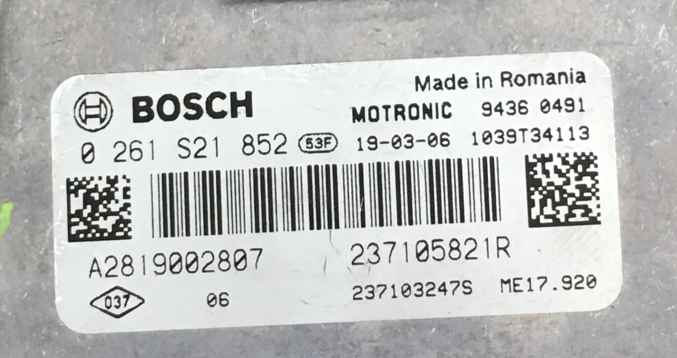 Made in Romania
BOSCH MOTRONIC 9436 0491
0 261 S21 852 53F 19-03-06 1039T34113
A2819002807 237105821R
037 06 237103247S ME17.920